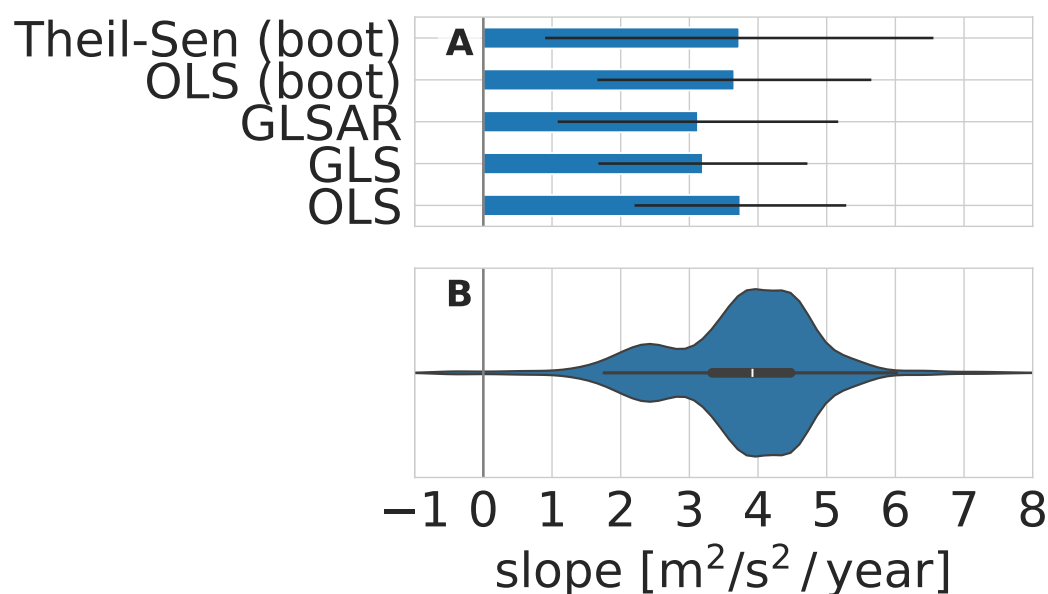 A
Theil-Sen (boot)
OLS (boot)
GLSAR
GLS
OLS
B
−1 0 1 2 3 4 5 6 7 8
slope [m²/s² / year]